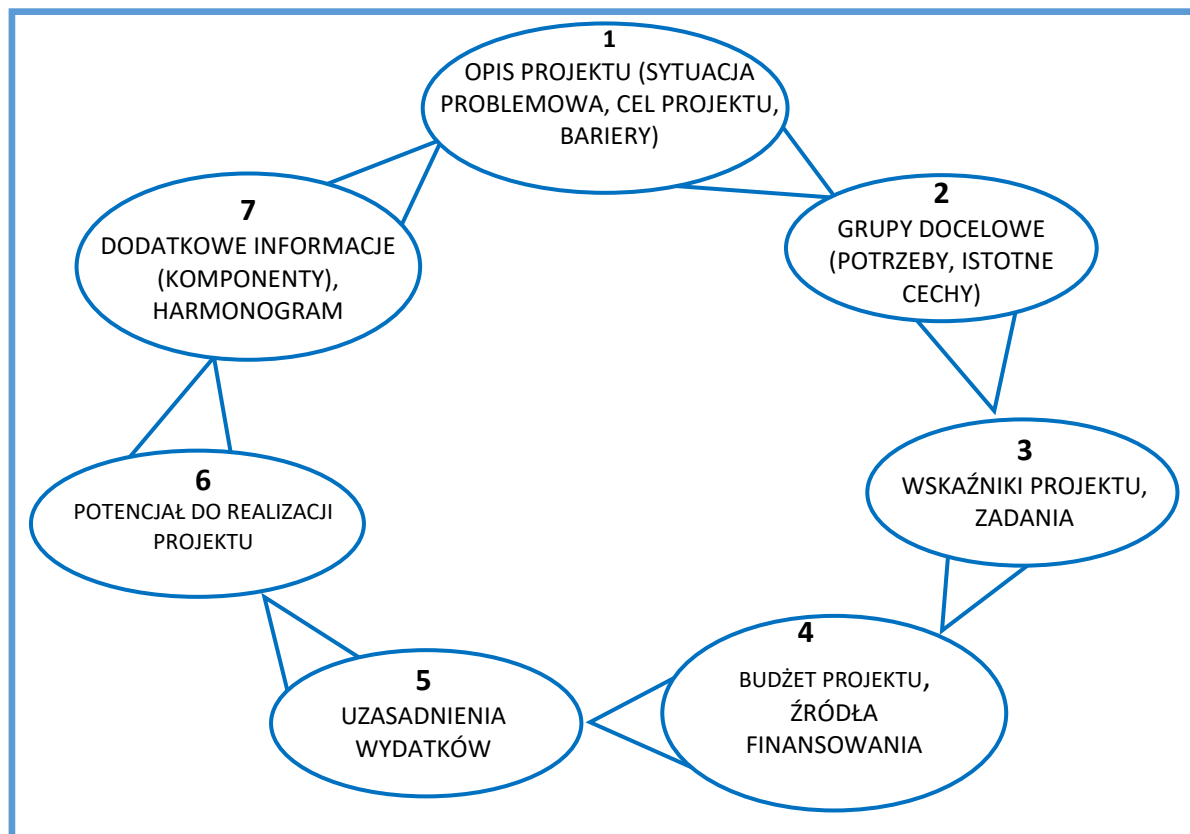 1
OPIS PROJEKTU (SYTUACJA
PROBLEMOWA, CEL PROJEKTU,
BARIERY)
2
GRUPY DOCELOWE
(POTRZEBY, ISTOTNE
CECHY)
3
WSKAŹNIKI PROJEKTU,
ZADANIA
4
BUDŻET PROJEKTU,
ŹRÓDŁA
FINANSOWANIA
5
UZASADNIENIA
WYDATKÓW
6
POTENCJAŁ DO REALIZACJI
PROJEKTU
7
DODATKOWE INFORMACJE
(KOMPONENTY),
HARMONOGRAM